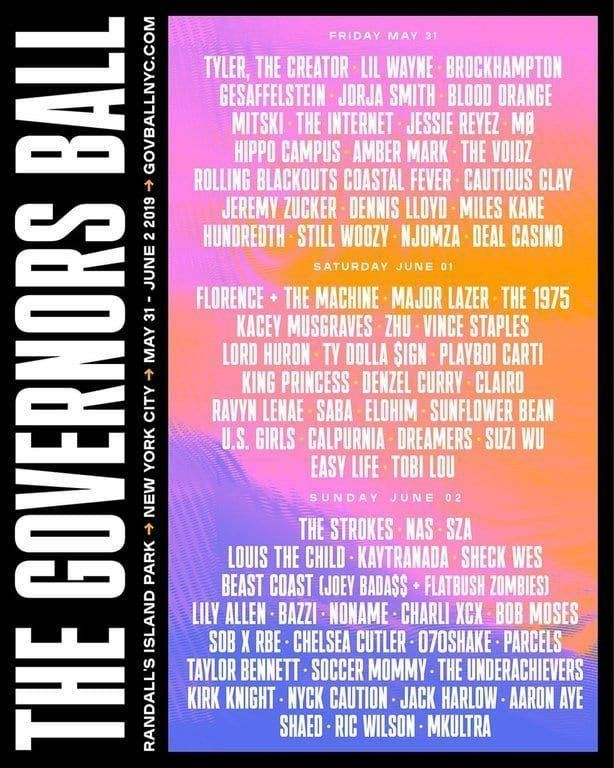 THE GOVERNORS BALL
RANDALL'S ISLAND PARK → NEW YORK CITY → MAY 31 - JUNE 2 2019 → GOVBALLNYC.COM
FRIDAY MAY 31
TYLER, THE CREATOR · LIL WAYNE · BROCKHAMPTON
GESAFFELSTEIN · JORJA SMITH · BLOOD ORANGE
MITSKI · THE INTERNET · JESSIE REYEZ · MØ
HIPPO CAMPUS · AMBER MARK · THE VOIDZ
ROLLING BLACKOUTS COASTAL FEVER · CAUTIOUS CLAY
JEREMY ZUCKER · DENNIS LLOYD · MILES KANE
HUNDREDTH · STILL WOOZY · NJOMZA · DEAL CASINO
SATURDAY JUNE 01
FLORENCE + THE MACHINE · MAJOR LAZER · THE 1975
KACEY MUSGRAVES · ZHU · VINCE STAPLES
LORD HURON · TY DOLLA $IGN · PLAYBOI CARTI
KING PRINCESS · DENZEL CURRY · CLAIRO
RAVYN LENAE · SABA · ELOHIM · SUNFLOWER BEAN
U.S. GIRLS · CALPURNIA · DREAMERS · SUZI WU
EASY LIFE · TOBI LOU
SUNDAY JUNE 02
THE STROKES · NAS · SZA
LOUIS THE CHILD · KAYTRANADA · SHECK WES
BEAST COAST (JOEY BADA$$ + FLATBUSH ZOMBIES)
LILY ALLEN · BAZZI · NONAME · CHARLI XCX · BOB MOSES
SOB X RBE · CHELSEA CUTLER · 070SHAKE · PARCELS
TAYLOR BENNETT · SOCCER MOMMY · THE UNDERACHIEVERS
KIRK KNIGHT · NYCK CAUTION · JACK HARLOW · AARON AYE
SHAED · RIC WILSON · MKULTRA